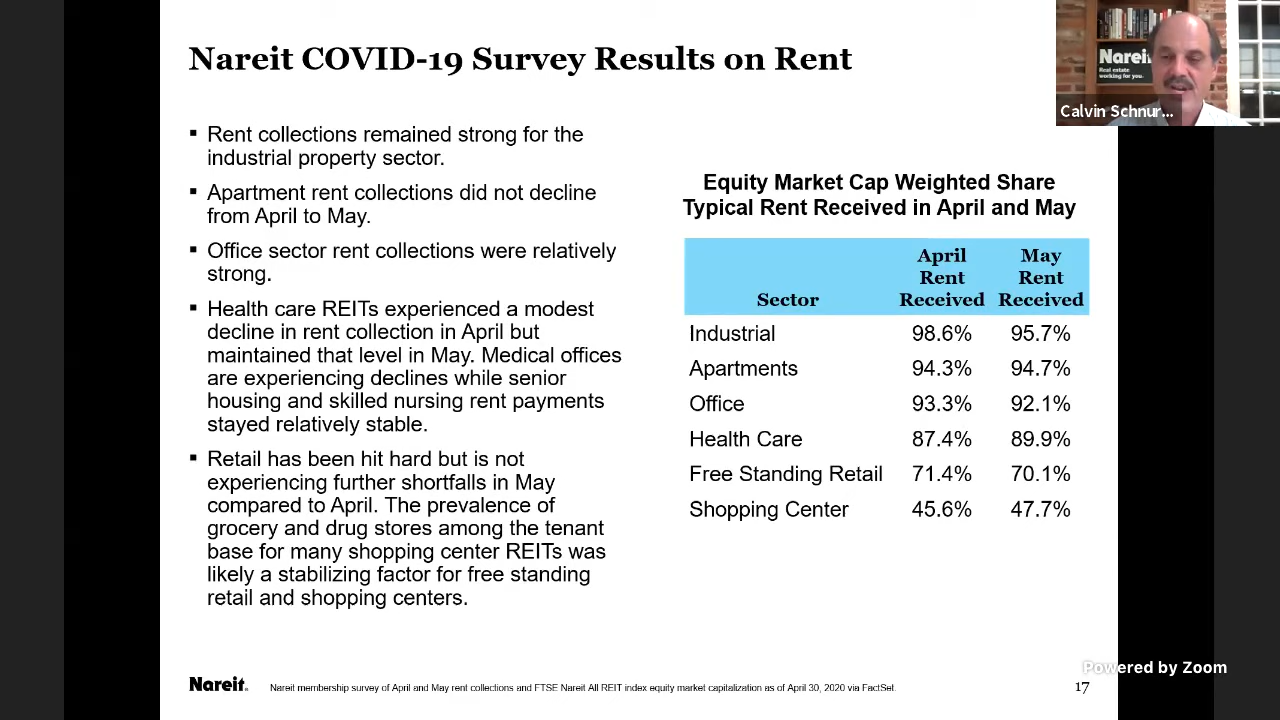 Nareit COVID-19 Survey Results on Rent
Nareit
Real estate
working for you.
Calvin Schnur...
▪ Rent collections remained strong for the
industrial property sector.
▪ Apartment rent collections did not decline
from April to May.
▪ Office sector rent collections were relatively
strong.
▪ Health care REITs experienced a modest
decline in rent collection in April but
maintained that level in May. Medical offices
are experiencing declines while senior
housing and skilled nursing rent payments
stayed relatively stable.
▪ Retail has been hit hard but is not
experiencing further shortfalls in May
compared to April. The prevalence of
grocery and drug stores among the tenant
base for many shopping center REITs was
likely a stabilizing factor for free standing
retail and shopping centers.
Equity Market Cap Weighted Share
Typical Rent Received in April and May
April May
Rent Rent
Sector Received Received
Industrial 98.6% 95.7%
Apartments 94.3% 94.7%
Office 93.3% 92.1%
Health Care 87.4% 89.9%
Free Standing Retail 71.4% 70.1%
Shopping Center 45.6% 47.7%
Powered by Zoom
Nareit. Nareit membership survey of April and May rent collections and FTSE Nareit All REIT index equity market capitalization as of April 30, 2020 via FactSet. 17